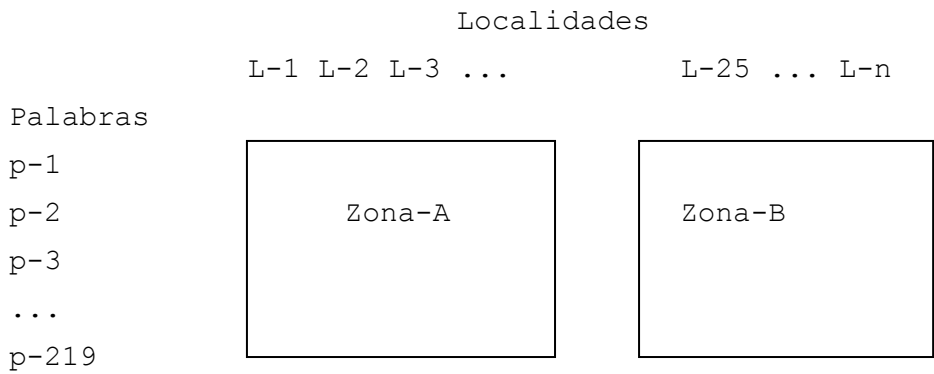 Localidades
L-1 L-2 L-3 ... L-25 ... L-n
Palabras
p-1
p-2 Zona-A Zona-B
p-3
...
p-219